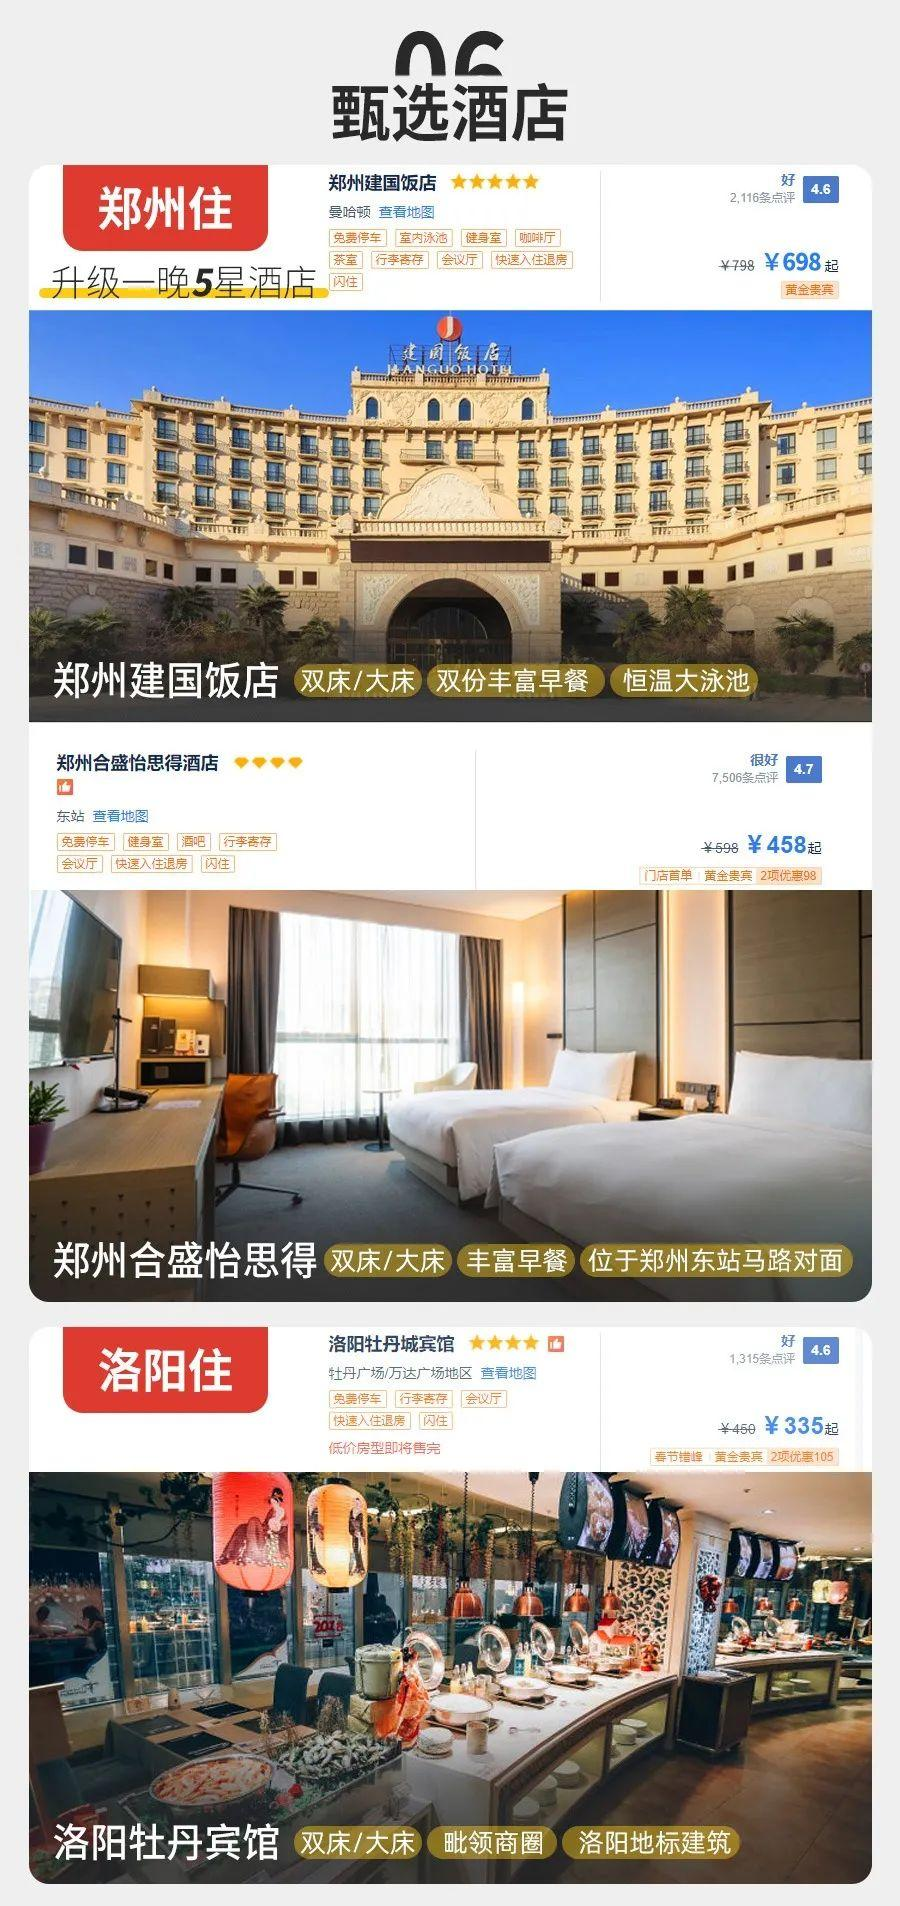 06
甄选酒店
郑州住
升级一晚5星酒店
郑州建国饭店
曼哈顿 查看地图
免费停车 室内泳池 健身室 咖啡厅
茶室 行李寄存 会议厅 快速入住退房
闪住
好
2,116条点评
4.6
￥798 ￥698起
黄金贵宾
建国饭店
JIANGUO HOTEL
郑州建国饭店 双床/大床 双份丰富早餐 恒温大泳池
郑州合盛怡思得酒店
东站 查看地图
免费停车 健身室 酒吧 行李寄存
会议厅 快速入住退房 闪住
很好
7,506条点评
4.7
￥598 ￥458起
门店首单 黄金贵宾 2项优惠98
郑州合盛怡思得 双床/大床 丰富早餐 位于郑州东站马路对面
洛阳住
洛阳牡丹城宾馆
牡丹广场/万达广场地区 查看地图
免费停车 行李寄存 会议厅
快速入住退房 闪住
低价房型即将售完
好
1,315条点评
4.6
￥450 ￥335起
春节错峰 黄金贵宾 2项优惠105
2018
洛阳牡丹宾馆 双床/大床 毗领商圈 洛阳地标建筑